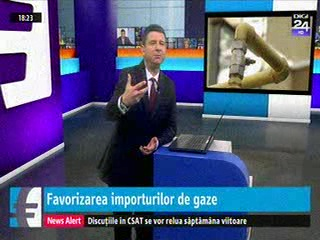 18:23
DIGI
24
HD
Favorizarea importurilor de gaze
News Alert Discuțiile în CSAT se vor relua săptămâna viitoare